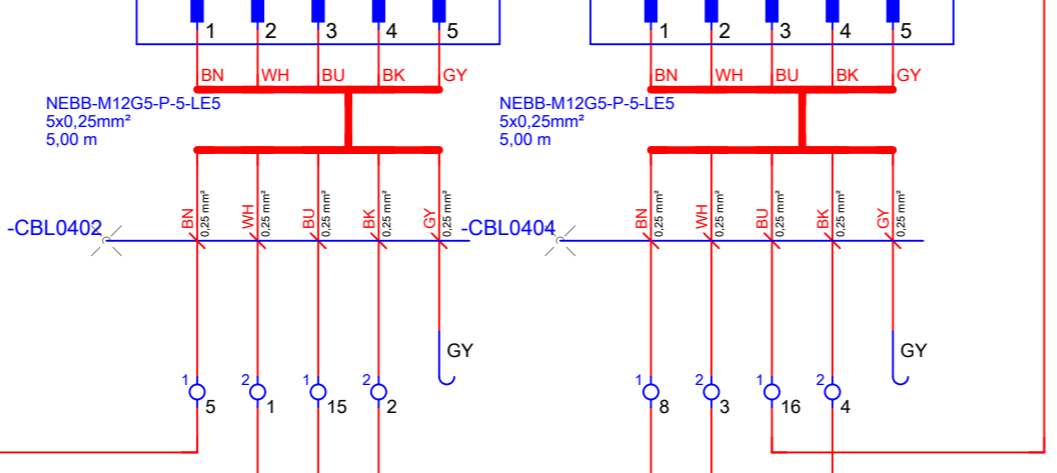 1 2 3 4 5 1 2 3 4 5
BN WH BU BK GY BN WH BU BK GY
NEBB-M12G5-P-5-LE5 NEBB-M12G5-P-5-LE5
5x0,25mm² 5x0,25mm²
5,00 m 5,00 m
BN 0,25 mm² WH 0,25 mm² BU 0,25 mm² BK 0,25 mm² GY 0,25 mm² BN 0,25 mm² WH 0,25 mm² BU 0,25 mm² BK 0,25 mm² GY 0,25 mm²
-CBL0402 -CBL0404
GY GY
1 2 1 2 1 2 1 2
5 1 15 2 8 3 16 4